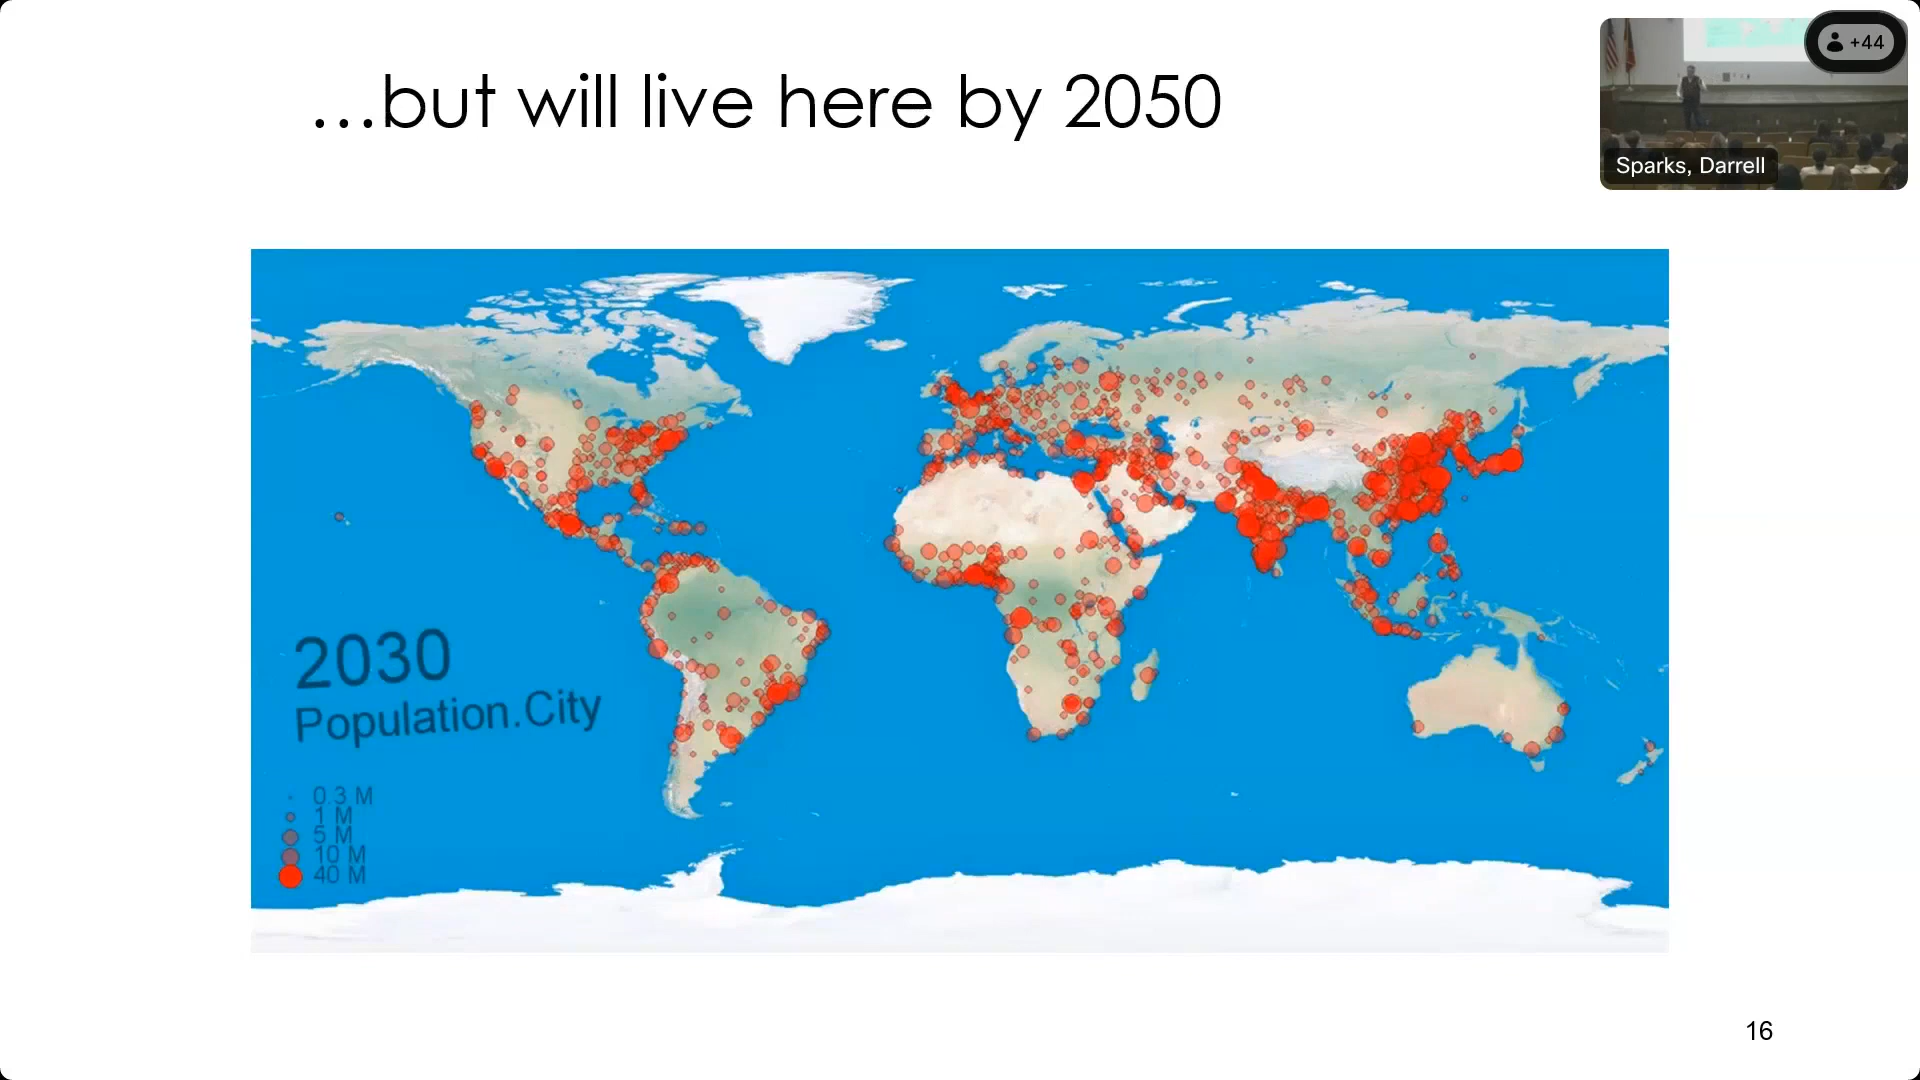 ...but will live here by 2050
+44
Sparks, Darrell
2030
Population.City
0.3 M
1 M
5 M
10 M
40 M
16